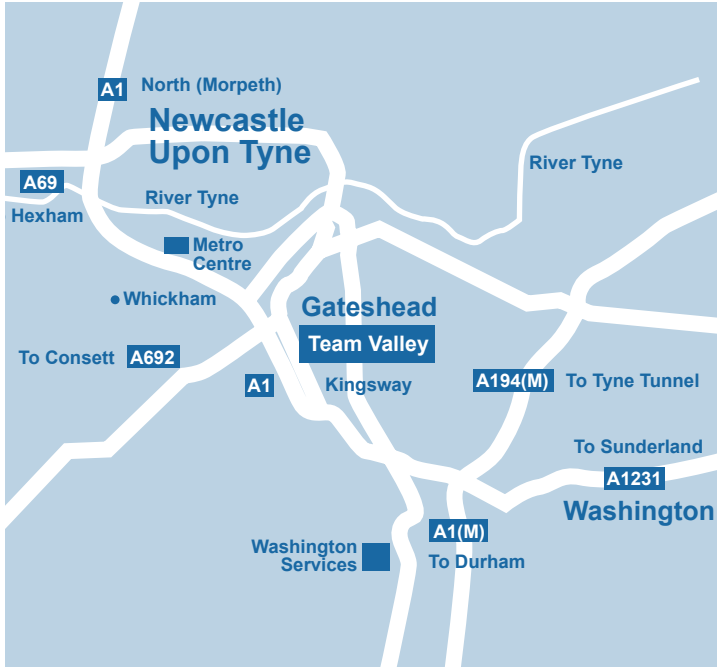 A1
North (Morpeth)
Newcastle
Upon Tyne
River Tyne
A69
River Tyne
Hexham
Metro
Centre
Whickham
Gateshead
Team Valley
To Consett
A692
A1
Kingsway
A194(M)
To Tyne Tunnel
To Sunderland
A1231
Washington
A1(M)
Washington
Services
To Durham